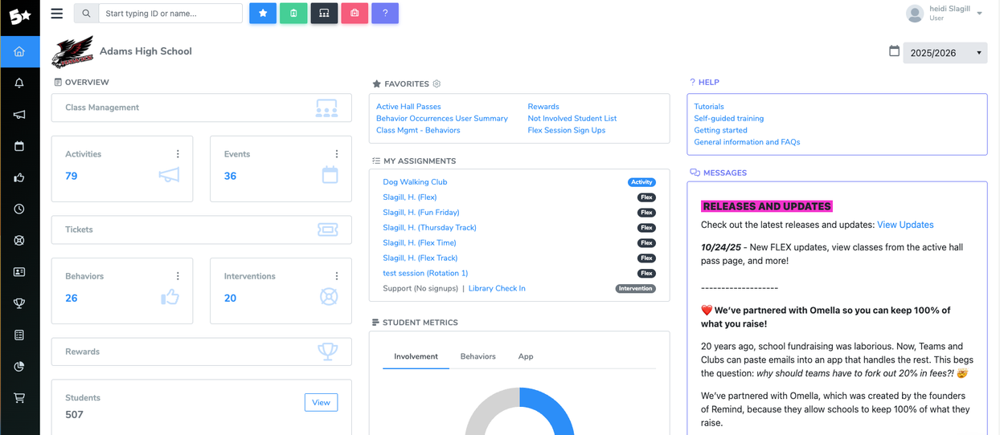 5
Start typing ID or name...
?
heidi Slagill
User
Adams High School
2025/2026
OVERVIEW
Class Management
Activities
79
Events
36
Tickets
Behaviors
26
Interventions
20
Rewards
Students
507
View
FAVORITES
Active Hall Passes
Rewards
Behavior Occurrences User Summary
Not Involved Student List
Class Mgmt - Behaviors
Flex Session Sign Ups
MY ASSIGNMENTS
Dog Walking Club Activity
Slagill, H. (Flex) Flex
Slagill, H. (Fun Friday) Flex
Slagill, H. (Thursday Track) Flex
Slagill, H. (Flex Time) Flex
Slagill, H. (Flex Track) Flex
test session (Rotation 1) Flex
Support (No signups) | Library Check In Intervention
STUDENT METRICS
Involvement Behaviors App
? HELP
Tutorials
Self-guided training
Getting started
General information and FAQs
MESSAGES
RELEASES AND UPDATES
Check out the latest releases and updates: View Updates
10/24/25 - New FLEX updates, view classes from the active hall
pass page, and more!
-------------------
❤️ We've partnered with Omella so you can keep 100% of
what you raise!
20 years ago, school fundraising was laborious. Now, Teams and
Clubs can paste emails into an app that handles the rest. This begs
the question: why should teams have to fork out 20% in fees?! 🤯
We've partnered with Omella, which was created by the founders
of Remind, because they allow schools to keep 100% of what they
raise.